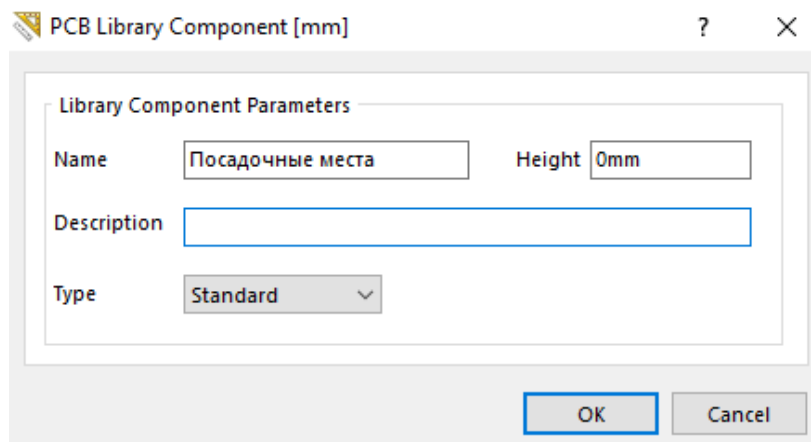 PCB Library Component [mm] ?
Library Component Parameters
Name Посадочные места Height 0mm
Description
Type Standard
OK Cancel